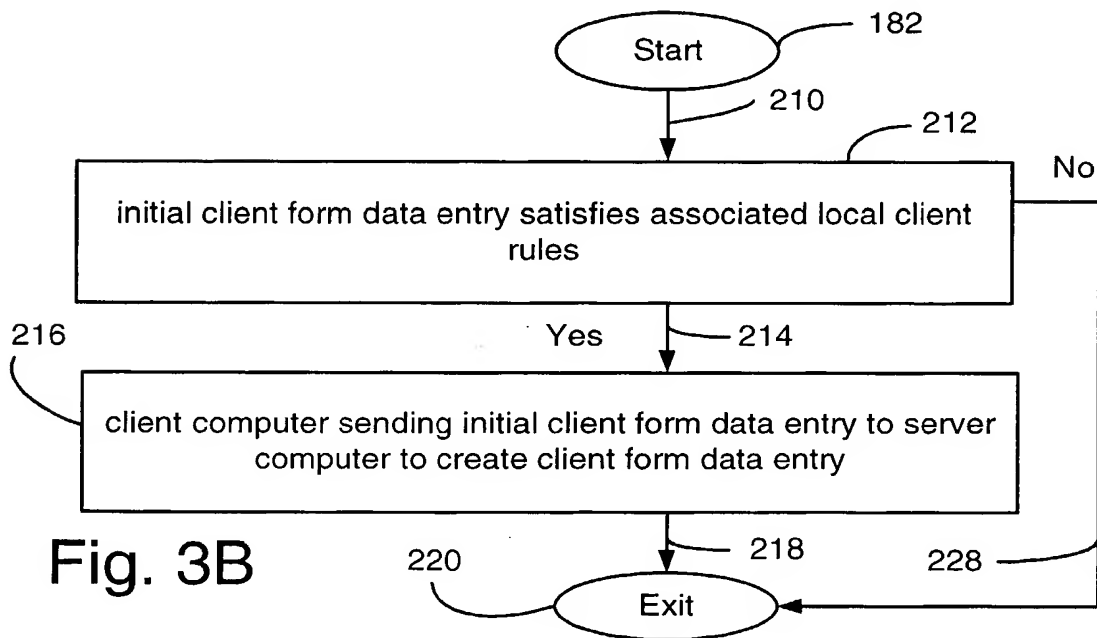 Start
182
210
212
No
initial client form data entry satisfies associated local client
rules
216
Yes
214
client computer sending initial client form data entry to server
computer to create client form data entry
Fig. 3B
220
218
228
Exit